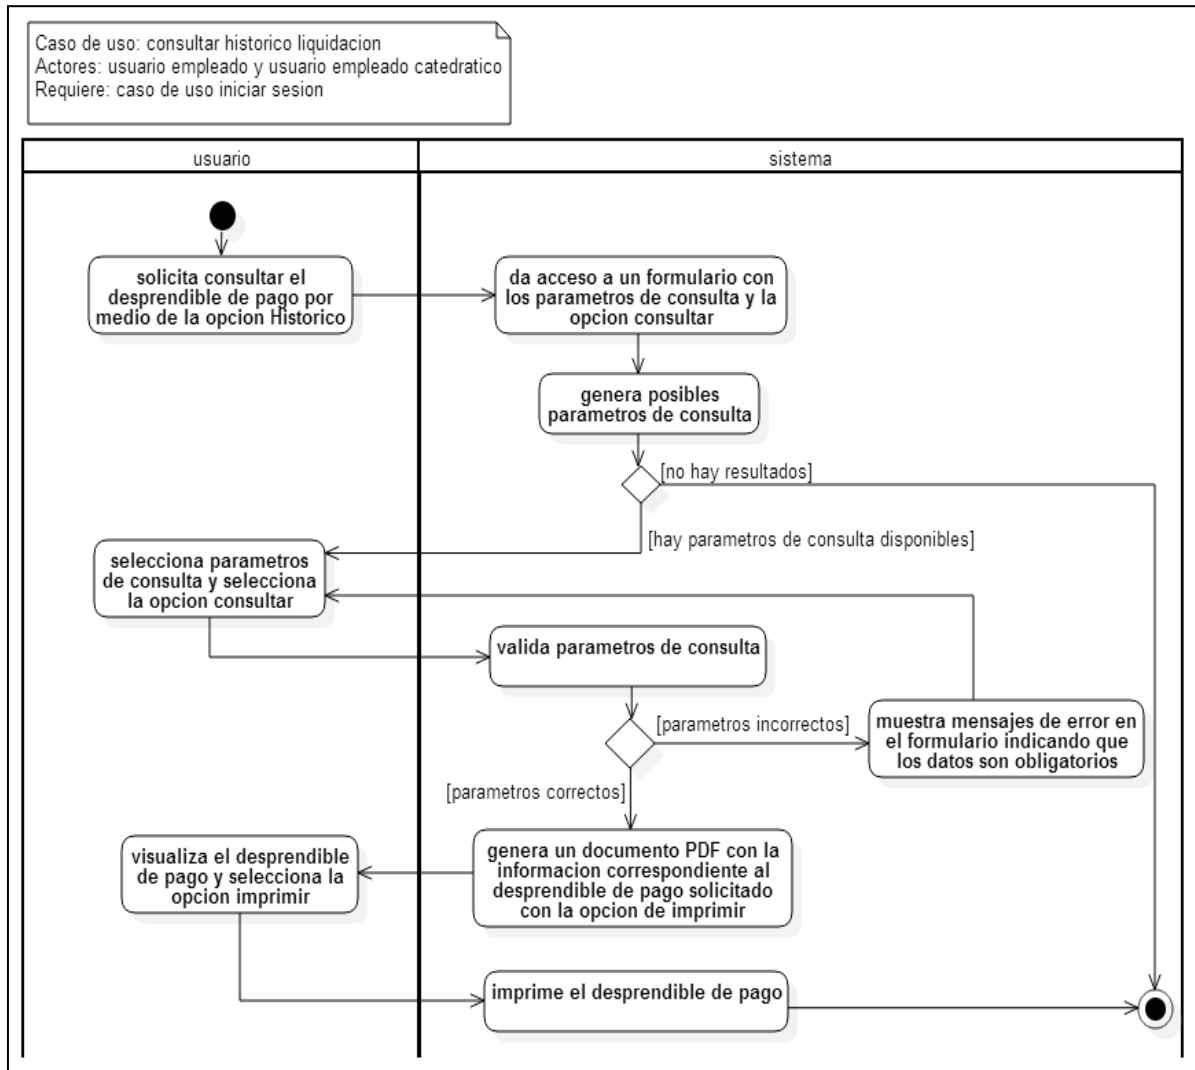 Caso de uso: consultar historico liquidacion
Actores: usuario empleado y usuario empleado catedratico
Requiere: caso de uso iniciar sesion
usuario
sistema
solicita consultar el
desprendible de pago por
medio de la opcion Historico
da acceso a un formulario con
los parametros de consulta y la
opcion consultar
genera posibles
parametros de consulta
[no hay resultados]
[hay parametros de consulta disponibles]
selecciona parametros
de consulta y selecciona
la opcion consultar
valida parametros de consulta
[parametros incorrectos]
muestra mensajes de error en
el formulario indicando que
los datos son obligatorios
[parametros correctos]
genera un documento PDF con la
informacion correspondiente al
desprendible de pago solicitado
con la opcion de imprimir
visualiza el desprendible
de pago y selecciona la
opcion imprimir
imprime el desprendible de pago